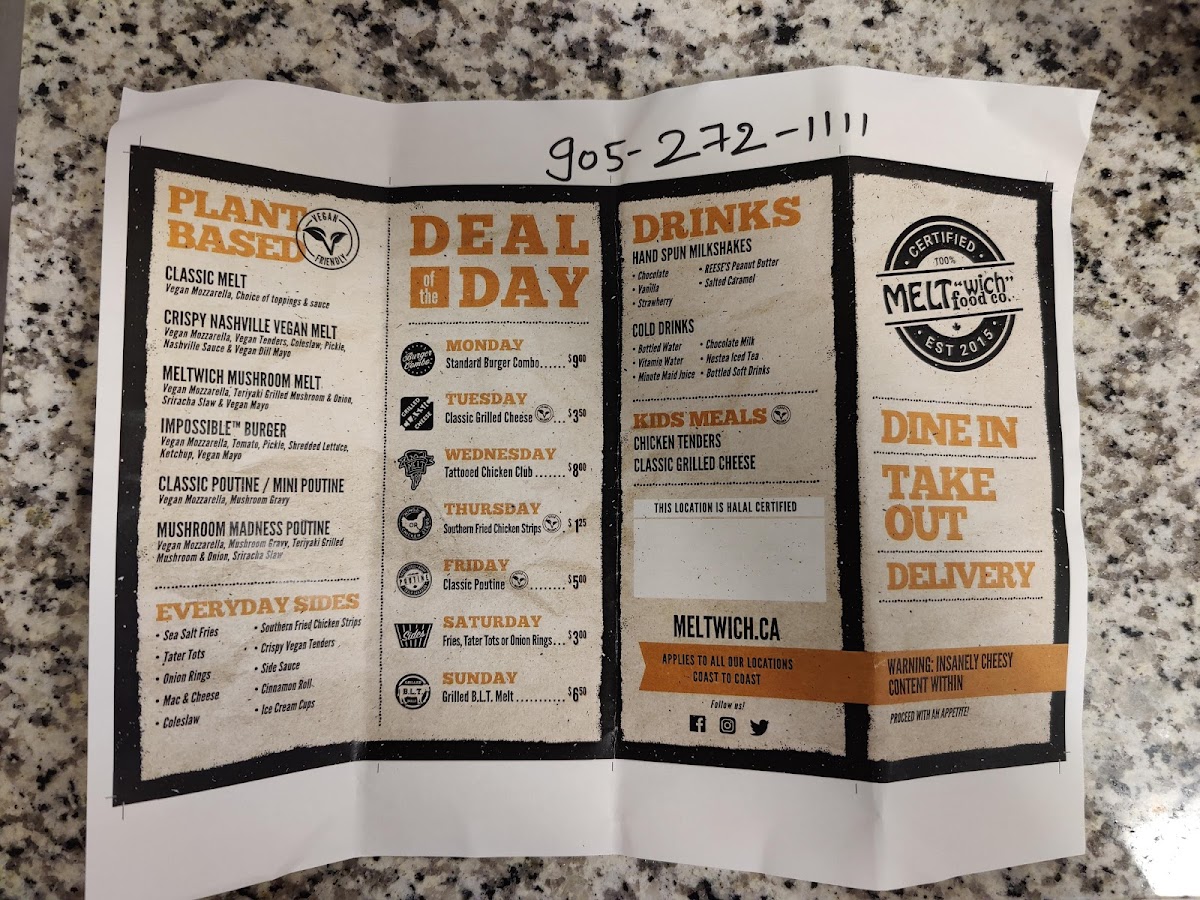 905-272-1111
PLANT
BASED
VEGAN
FRIENDLY
CLASSIC MELT
Vegan Mozzarella, Choice of toppings & sauce
CRISPY NASHVILLE VEGAN MELT
Vegan Mozzarella, Vegan Tenders, Coleslaw, Pickle,
Nashville Sauce & Vegan Dill Mayo
MELTWICH MUSHROOM MELT
Vegan Mozzarella, Teriyaki Grilled Mushroom & Onion,
Sriracha Slaw & Vegan Mayo
IMPOSSIBLE™ BURGER
Vegan Mozzarella, Tomato, Pickle, Shredded Lettuce,
Ketchup, Vegan Mayo
CLASSIC POUTINE / MINI POUTINE
Vegan Mozzarella, Mushroom Gravy
MUSHROOM MADNESS POUTINE
Vegan Mozzarella, Mushroom Gravy, Teriyaki Grilled
Mushroom & Onion, Sriracha Slaw
EVERYDAY SIDES
• Sea Salt Fries
• Tater Tots
• Onion Rings
• Mac & Cheese
• Coleslaw
• Southern Fried Chicken Strips
• Crispy Vegan Tenders
• Side Sauce
• Cinnamon Roll
• Ice Cream Cups
DEAL
of the DAY
MONDAY
Burger Combo
Standard Burger Combo...... $900
TUESDAY
GRILLED CLASSIC CHEESE
Classic Grilled Cheese ... $350
WEDNESDAY
Tattooed Chicken Club ....... $800
THURSDAY
Southern Fried Chicken Strips $125
FRIDAY
POUTINE
Classic Poutine ..... $500
SATURDAY
Sides
Fries, Tater Tots or Onion Rings... $300
SUNDAY
B.L.T.
Grilled B.L.T. Melt ........... $650
DRINKS
HAND SPUN MILKSHAKES
• Chocolate
• Vanilla
• Strawberry
• REESE'S Peanut Butter
• Salted Caramel
COLD DRINKS
• Bottled Water
• Vitamin Water
• Minute Maid Juice
• Chocolate Milk
• Nestea Iced Tea
• Bottled Soft Drinks
KIDS MEALS
CHICKEN TENDERS
CLASSIC GRILLED CHEESE
THIS LOCATION IS HALAL CERTIFIED
MELTWICH.CA
APPLIES TO ALL OUR LOCATIONS
COAST TO COAST
Follow us!
CERTIFIED
100%
MELT "wich"
food co.
EST 2015
DINE IN
TAKE
OUT
DELIVERY
WARNING: INSANELY CHEESY
CONTENT WITHIN
PROCEED WITH AN APPETITE!